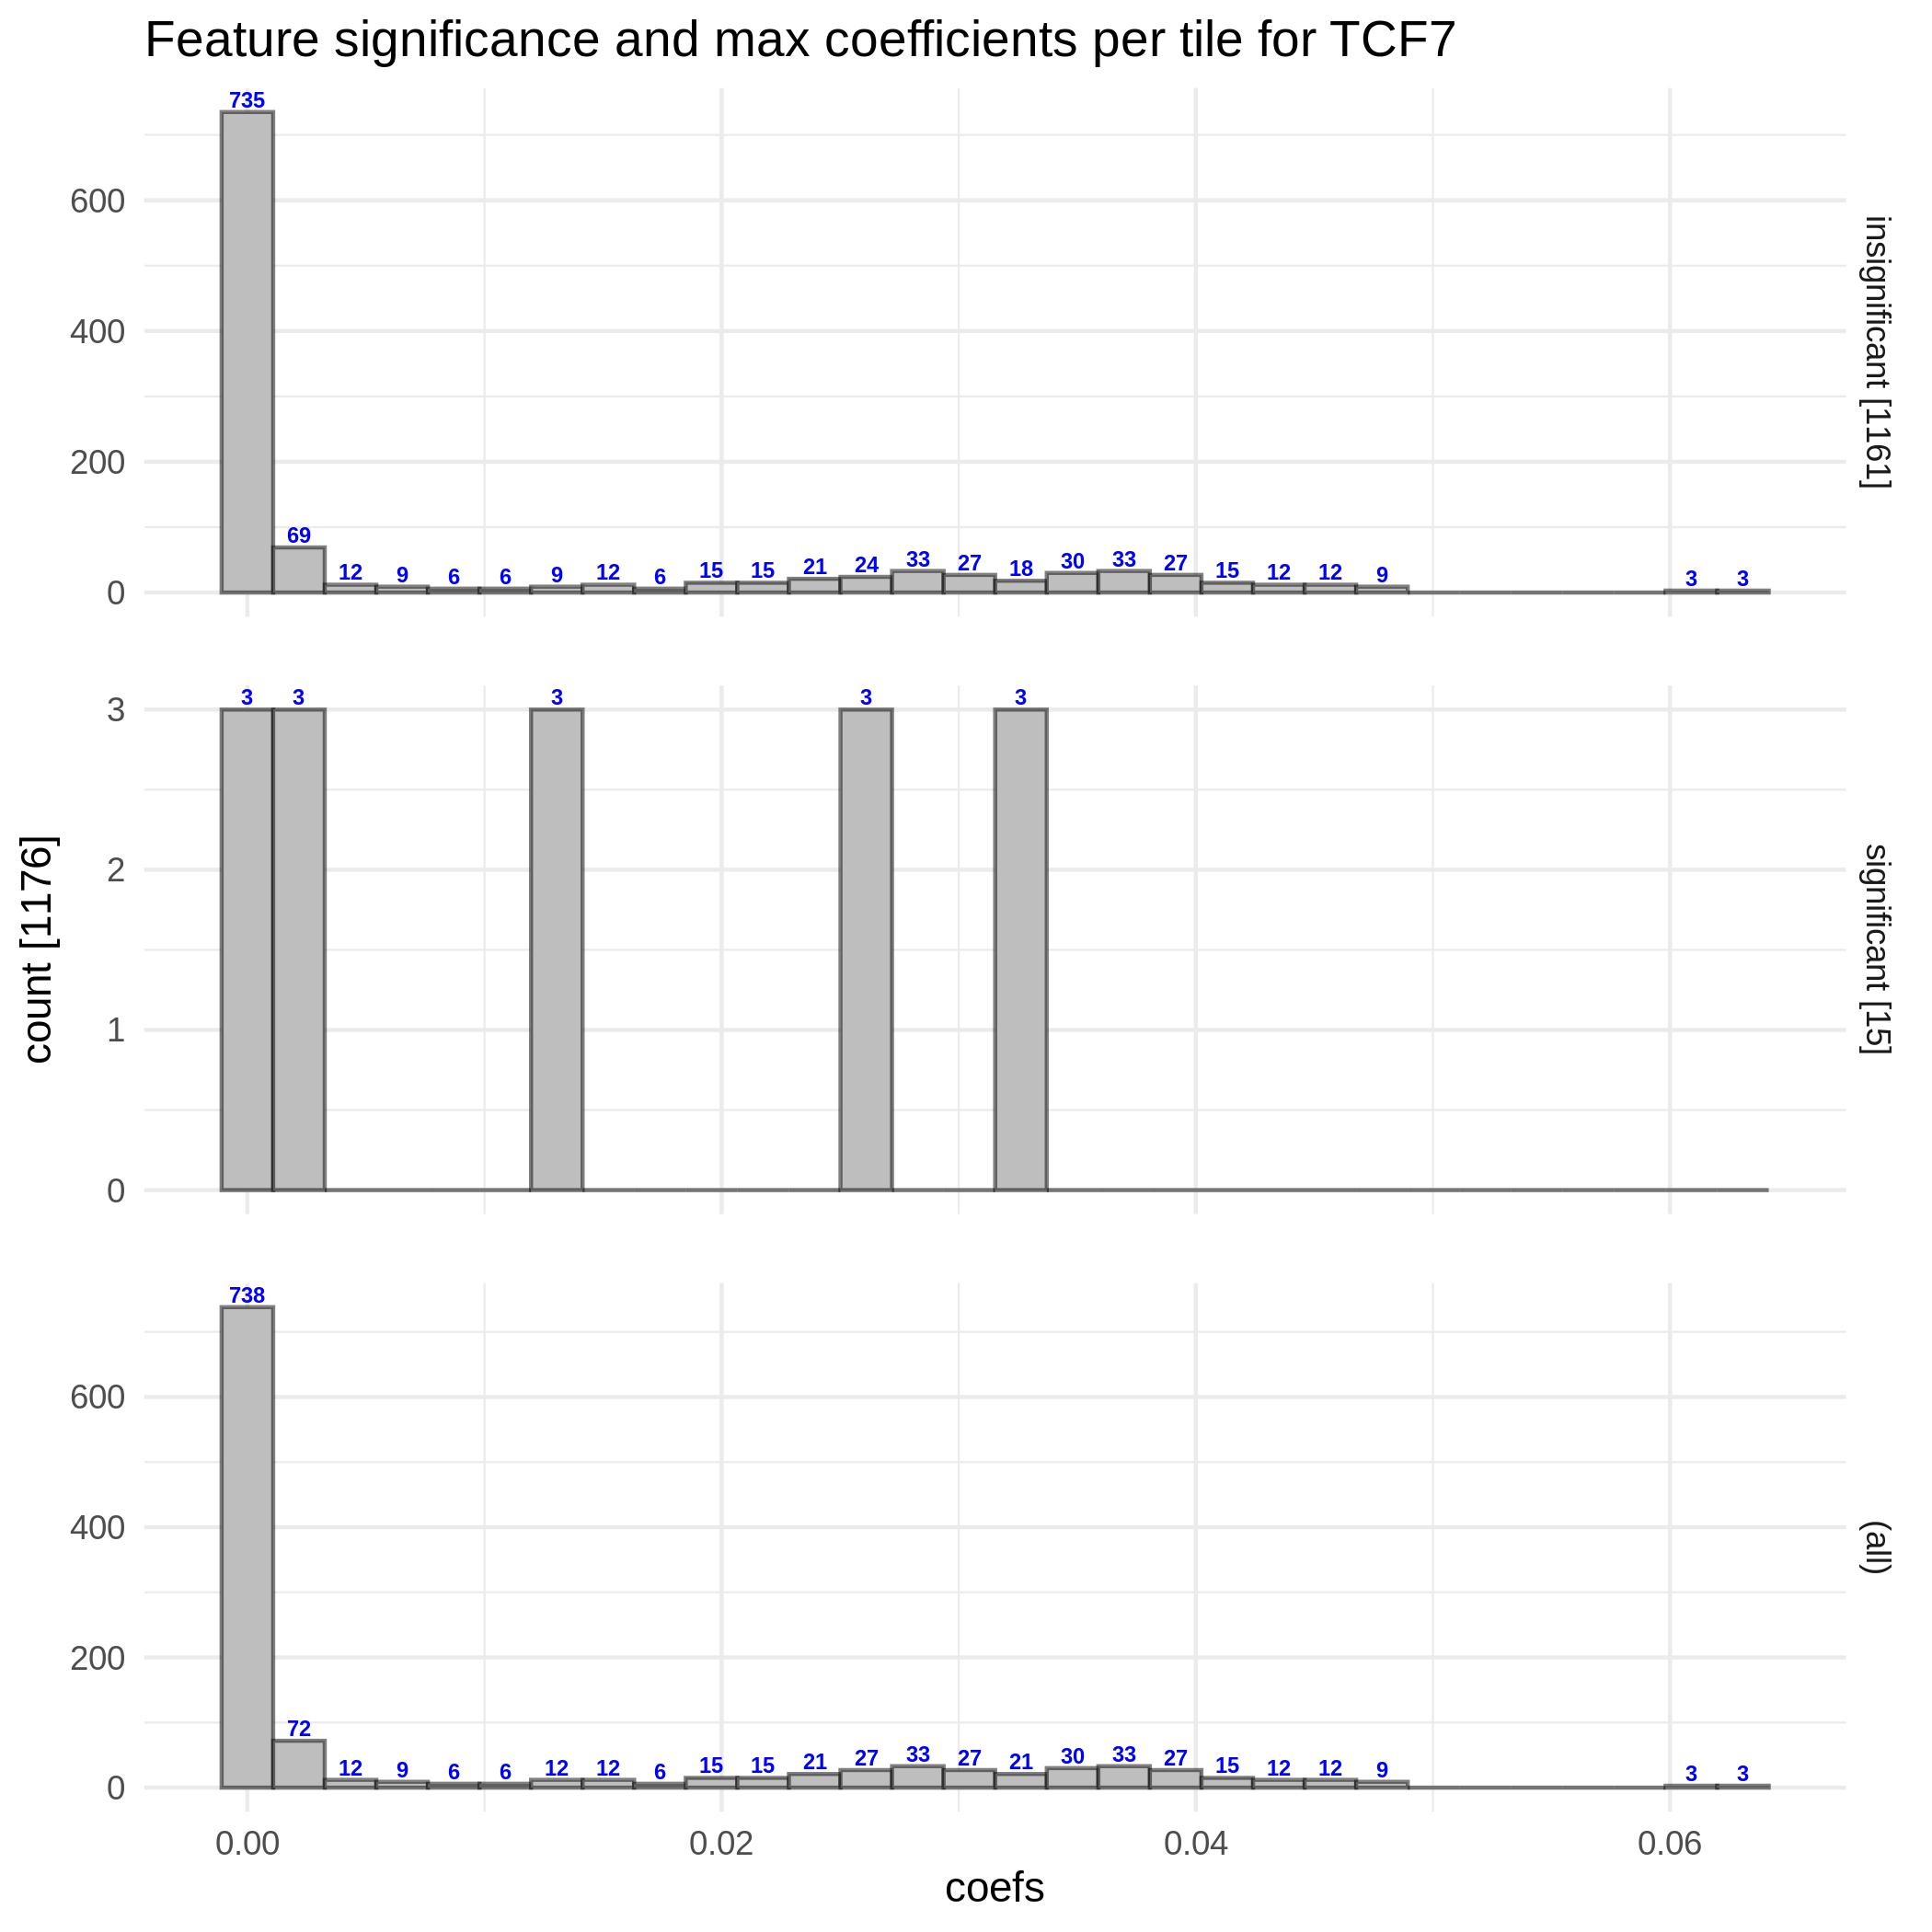 Feature significance and max coefficients per tile for TCF7
735
69 12 9 6 6 9 12 6 15 15 21 24 33 27 18 30 33 27 15 12 12 9 3 3
600
400
200
0
insignificant [1161]
3 3 3 3 3
3
2
1
0
significant [15]
count [1176]
738
72 12 9 6 6 12 12 6 15 15 21 27 33 27 21 30 33 27 15 12 12 9 3 3
600
400
200
0
(all)
0.00 0.02 0.04 0.06
coefs